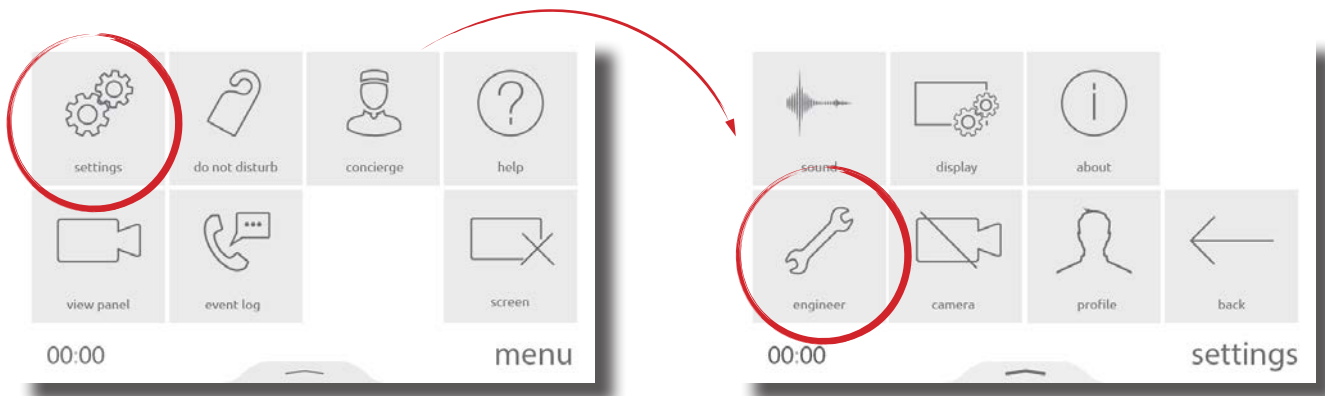 settings
do not disturb
concierge
help
view panel
event log
screen
00:00
menu
sound
display
about
engineer
camera
profile
back
00:00
settings